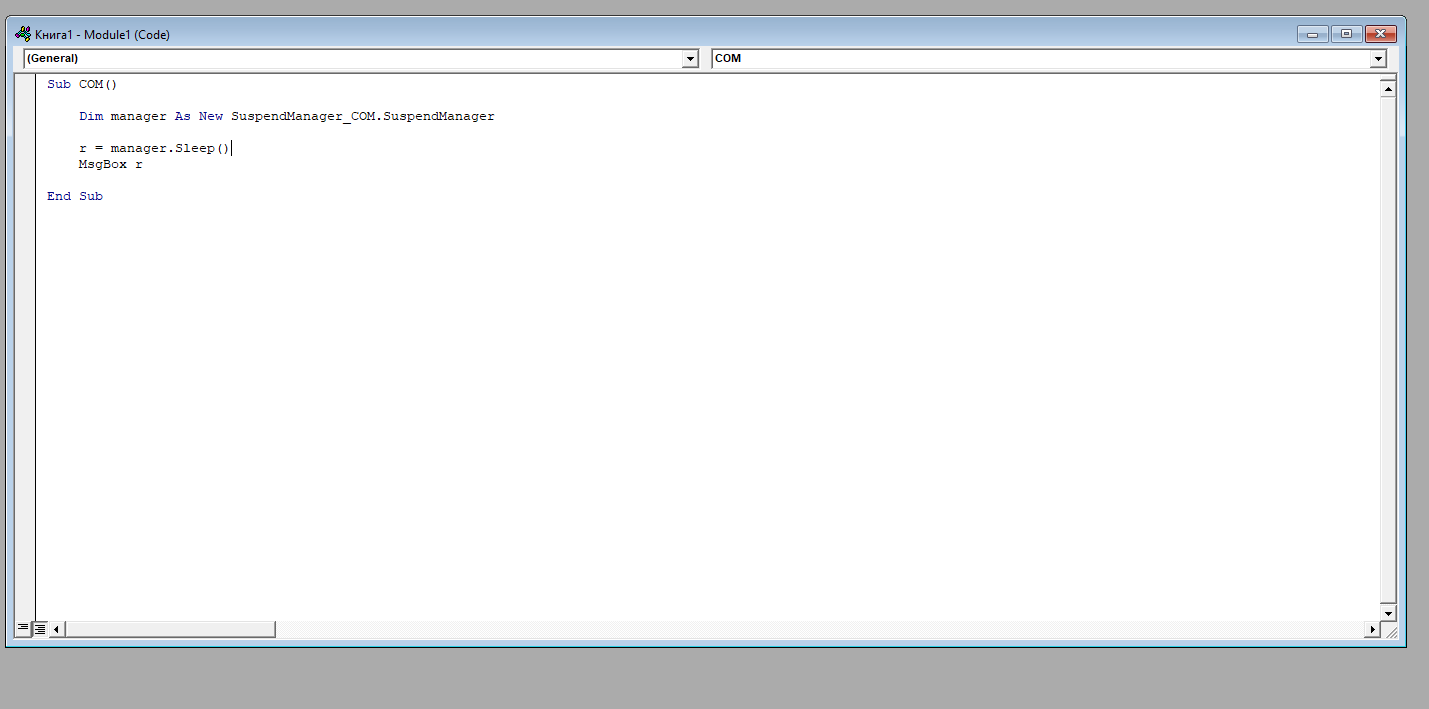 Книга1 - Module1 (Code)
(General)
COM
Sub COM()
Dim manager As New SuspendManager_COM.SuspendManager
r = manager.Sleep()
MsgBox r
End Sub